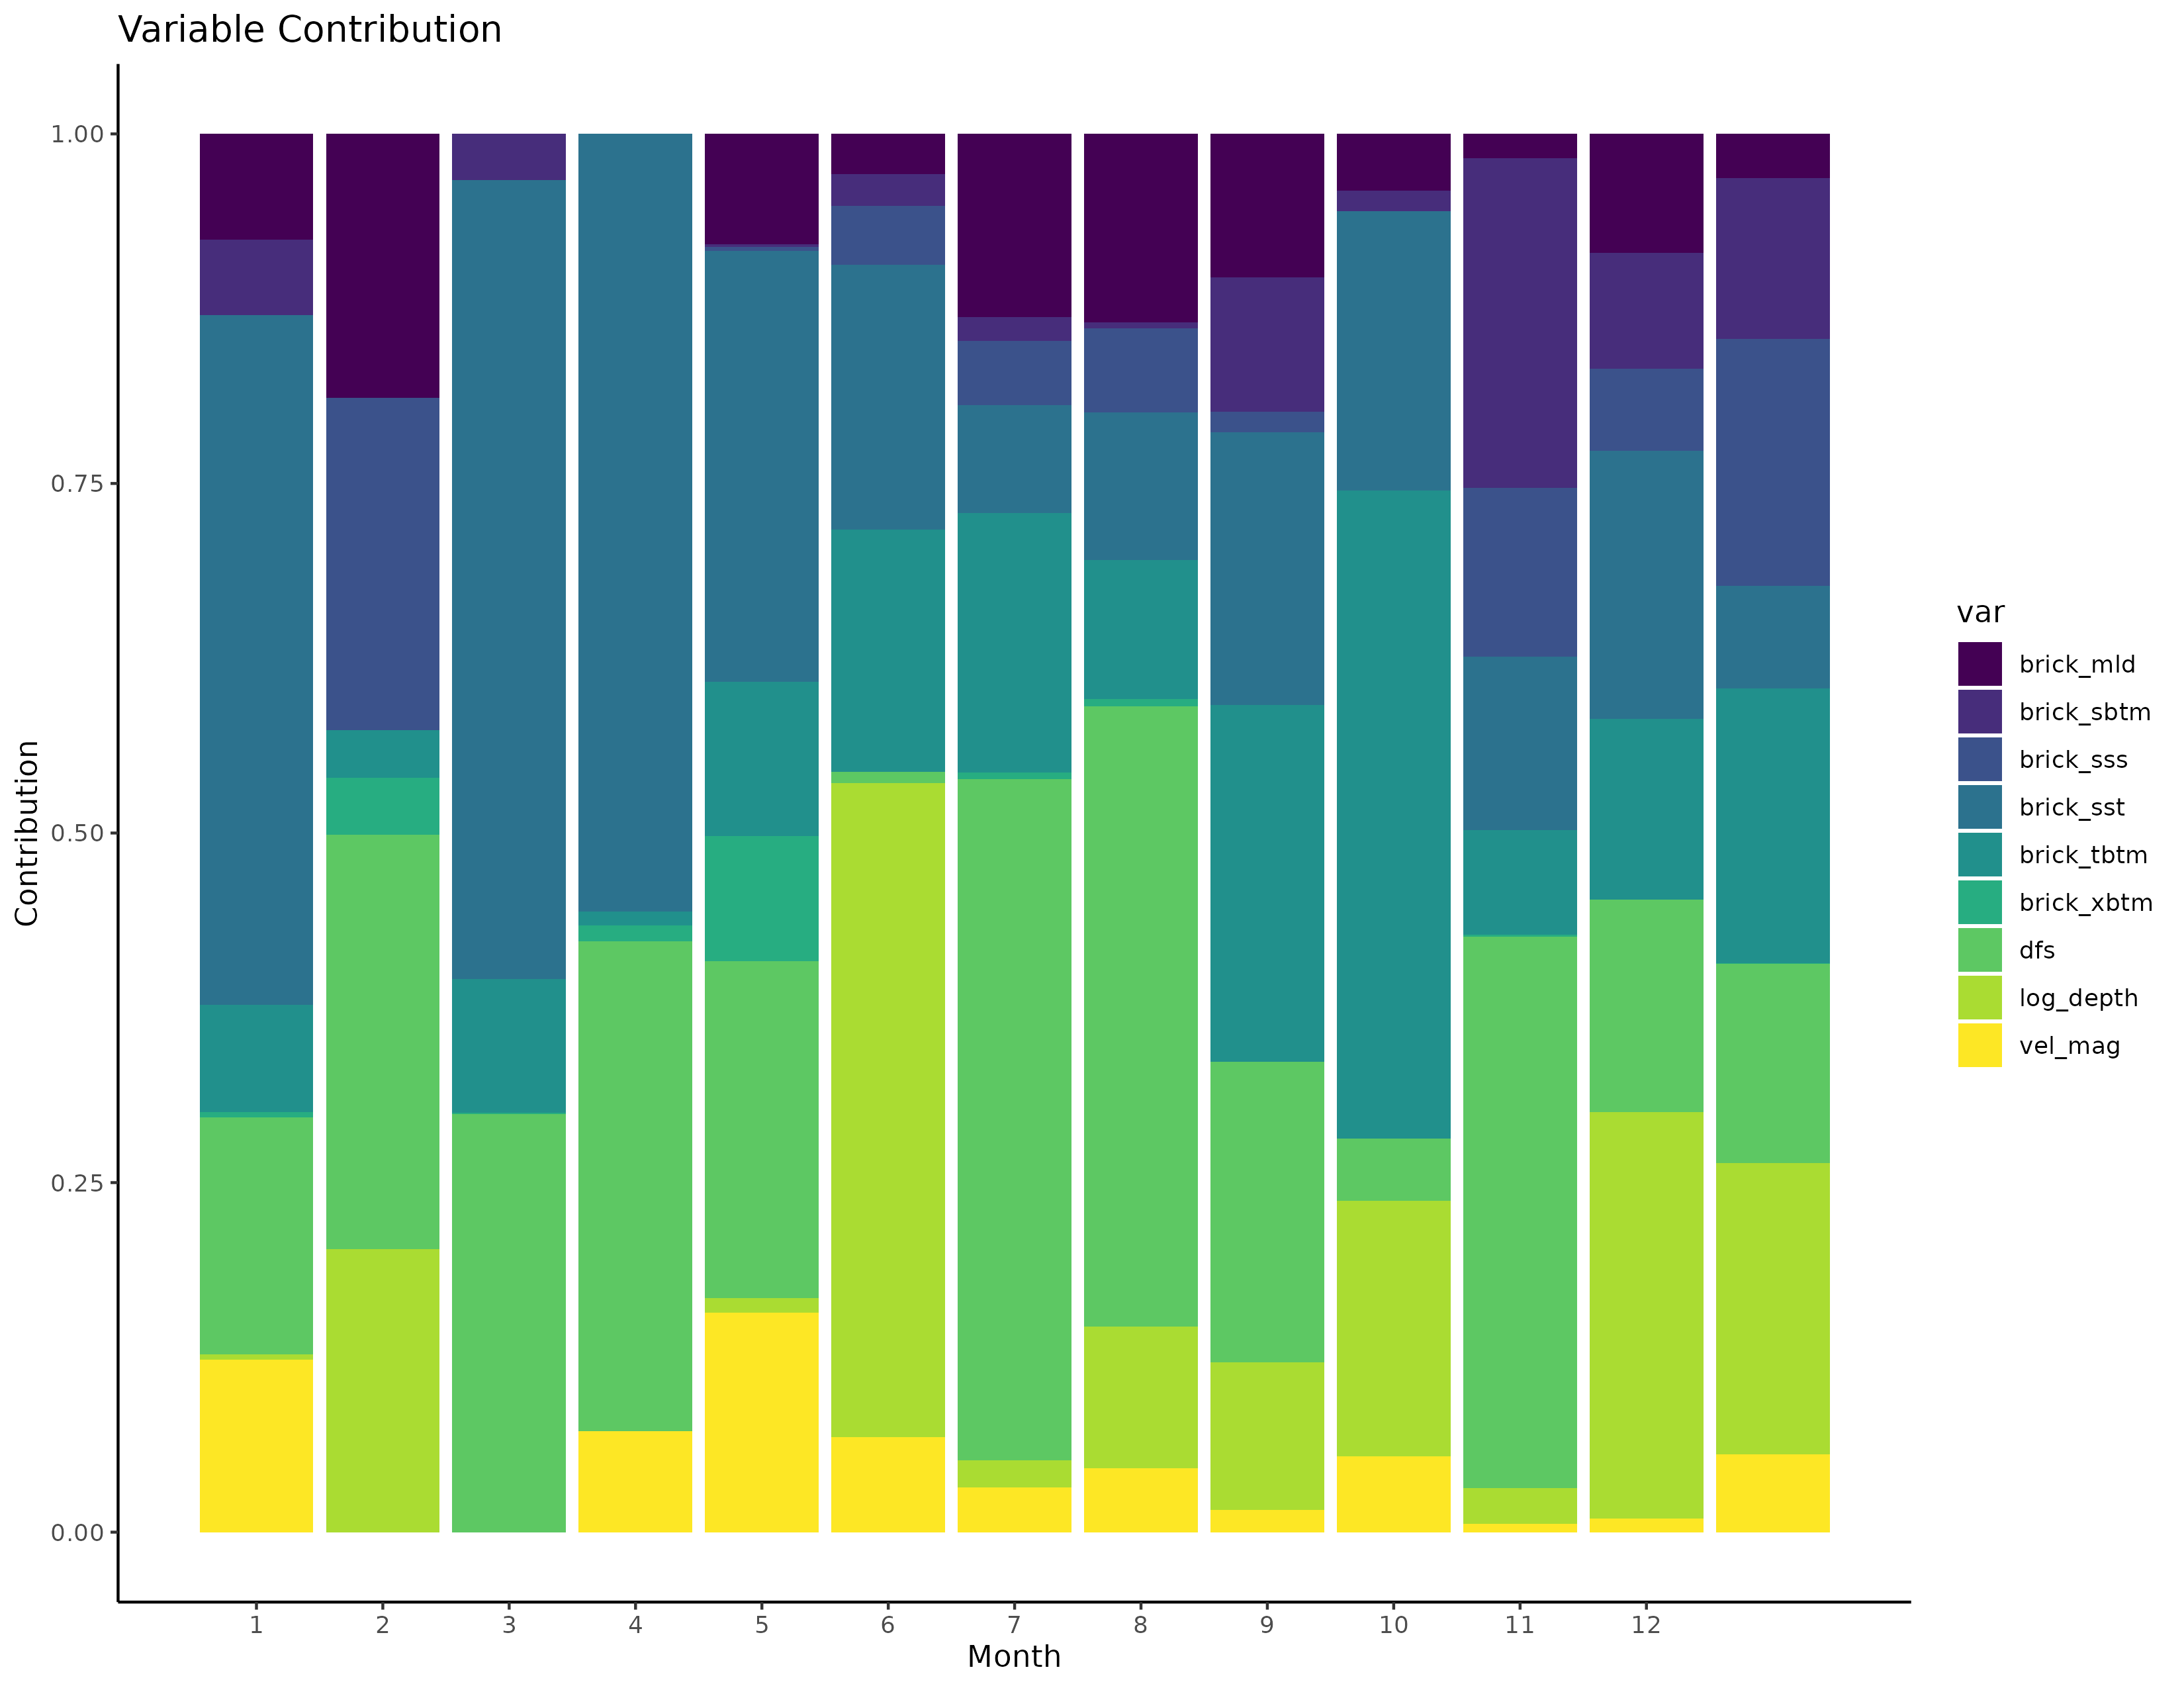 Variable Contribution
1.00
0.75
0.50
0.25
0.00
Contribution
1 2 3 4 5 6 7 8 9 10 11 12
Month
var
brick_mld
brick_sbtm
brick_sss
brick_sst
brick_tbtm
brick_xbtm
dfs
log_depth
vel_mag